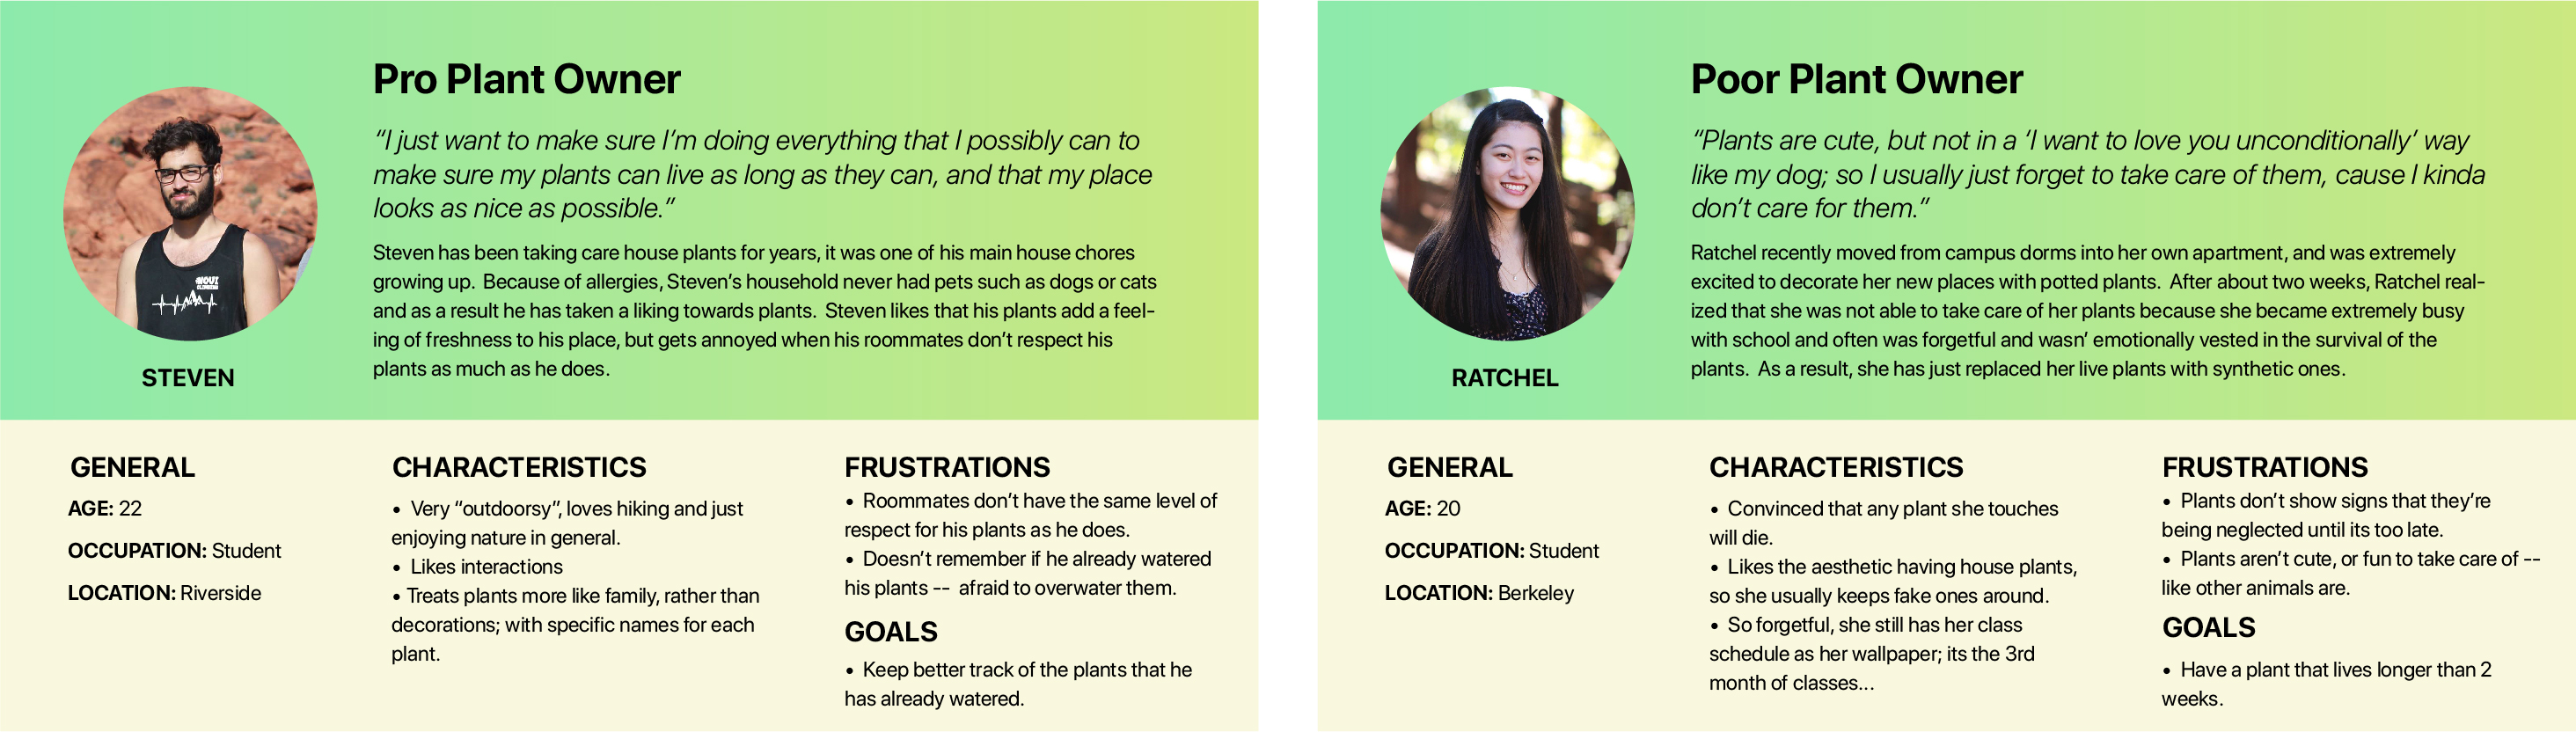 Pro Plant Owner
“I just want to make sure I’m doing everything that I possibly can to
make sure my plants can live as long as they can, and that my place
looks as nice as possible.”
Steven has been taking care house plants for years, it was one of his main house chores
growing up.  Because of allergies, Steven’s household never had pets such as dogs or cats
and as a result he has taken a liking towards plants.  Steven likes that his plants add a feel-
ing of freshness to his place, but gets annoyed when his roommates don’t respect his
plants as much as he does.
STEVEN
GENERAL
AGE: 22
OCCUPATION: Student
LOCATION: Riverside
CHARACTERISTICS
•  Very “outdoorsy”, loves hiking and just
enjoying nature in general.
•  Likes interactions
• Treats plants more like family, rather than
decorations; with specific names for each
plant.
FRUSTRATIONS
•  Roommates don’t have the same level of
respect for his plants as he does.
•  Doesn’t remember if he already watered
his plants --  afraid to overwater them.
GOALS
•  Keep better track of the plants that he
has already watered.
Poor Plant Owner
“Plants are cute, but not in a ‘I want to love you unconditionally’ way
like my dog; so I usually just forget to take care of them, cause I kinda
don’t care for them.”
Ratchel recently moved from campus dorms into her own apartment, and was extremely
excited to decorate her new places with potted plants.  After about two weeks, Ratchel real-
ized that she was not able to take care of her plants because she became extremely busy
with school and often was forgetful and wasn’ emotionally vested in the survival of the
plants.  As a result, she has just replaced her live plants with synthetic ones.
RATCHEL
GENERAL
AGE: 20
OCCUPATION: Student
LOCATION: Berkeley
CHARACTERISTICS
•  Convinced that any plant she touches
will die.
•  Likes the aesthetic having house plants,
so she usually keeps fake ones around.
•  So forgetful, she still has her class
schedule as her wallpaper; its the 3rd
month of classes...
FRUSTRATIONS
•  Plants don’t show signs that they’re
being neglected until its too late.
•  Plants aren’t cute, or fun to take care of --
like other animals are.
GOALS
•  Have a plant that lives longer than 2
weeks.